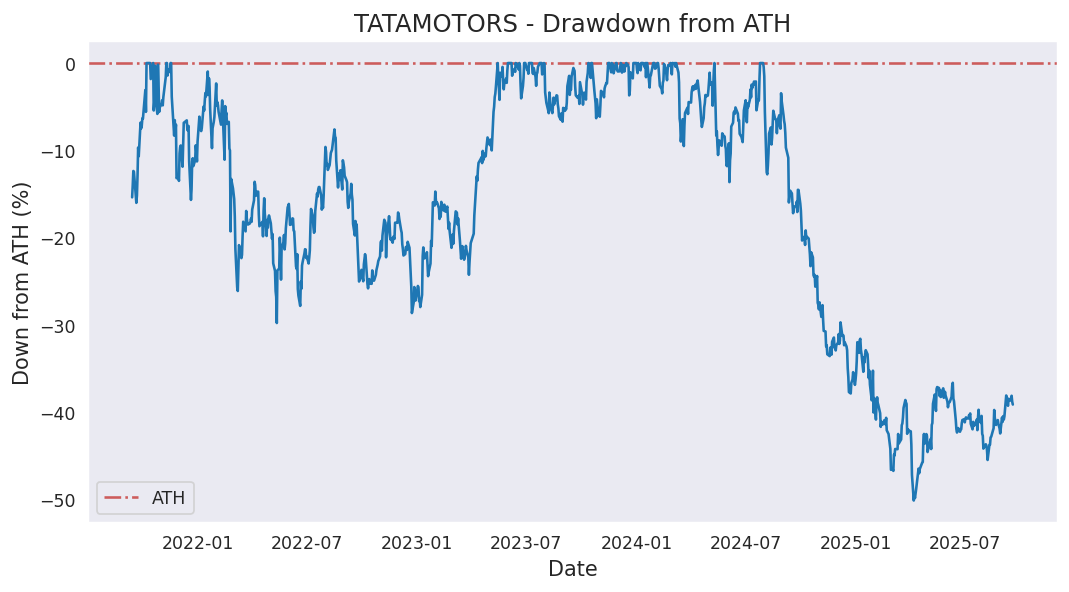 TATAMOTORS - Drawdown from ATH
Down from ATH (%)
0
−10
−20
−30
−40
−50
ATH
2022-01 2022-07 2023-01 2023-07 2024-01 2024-07 2025-01 2025-07
Date